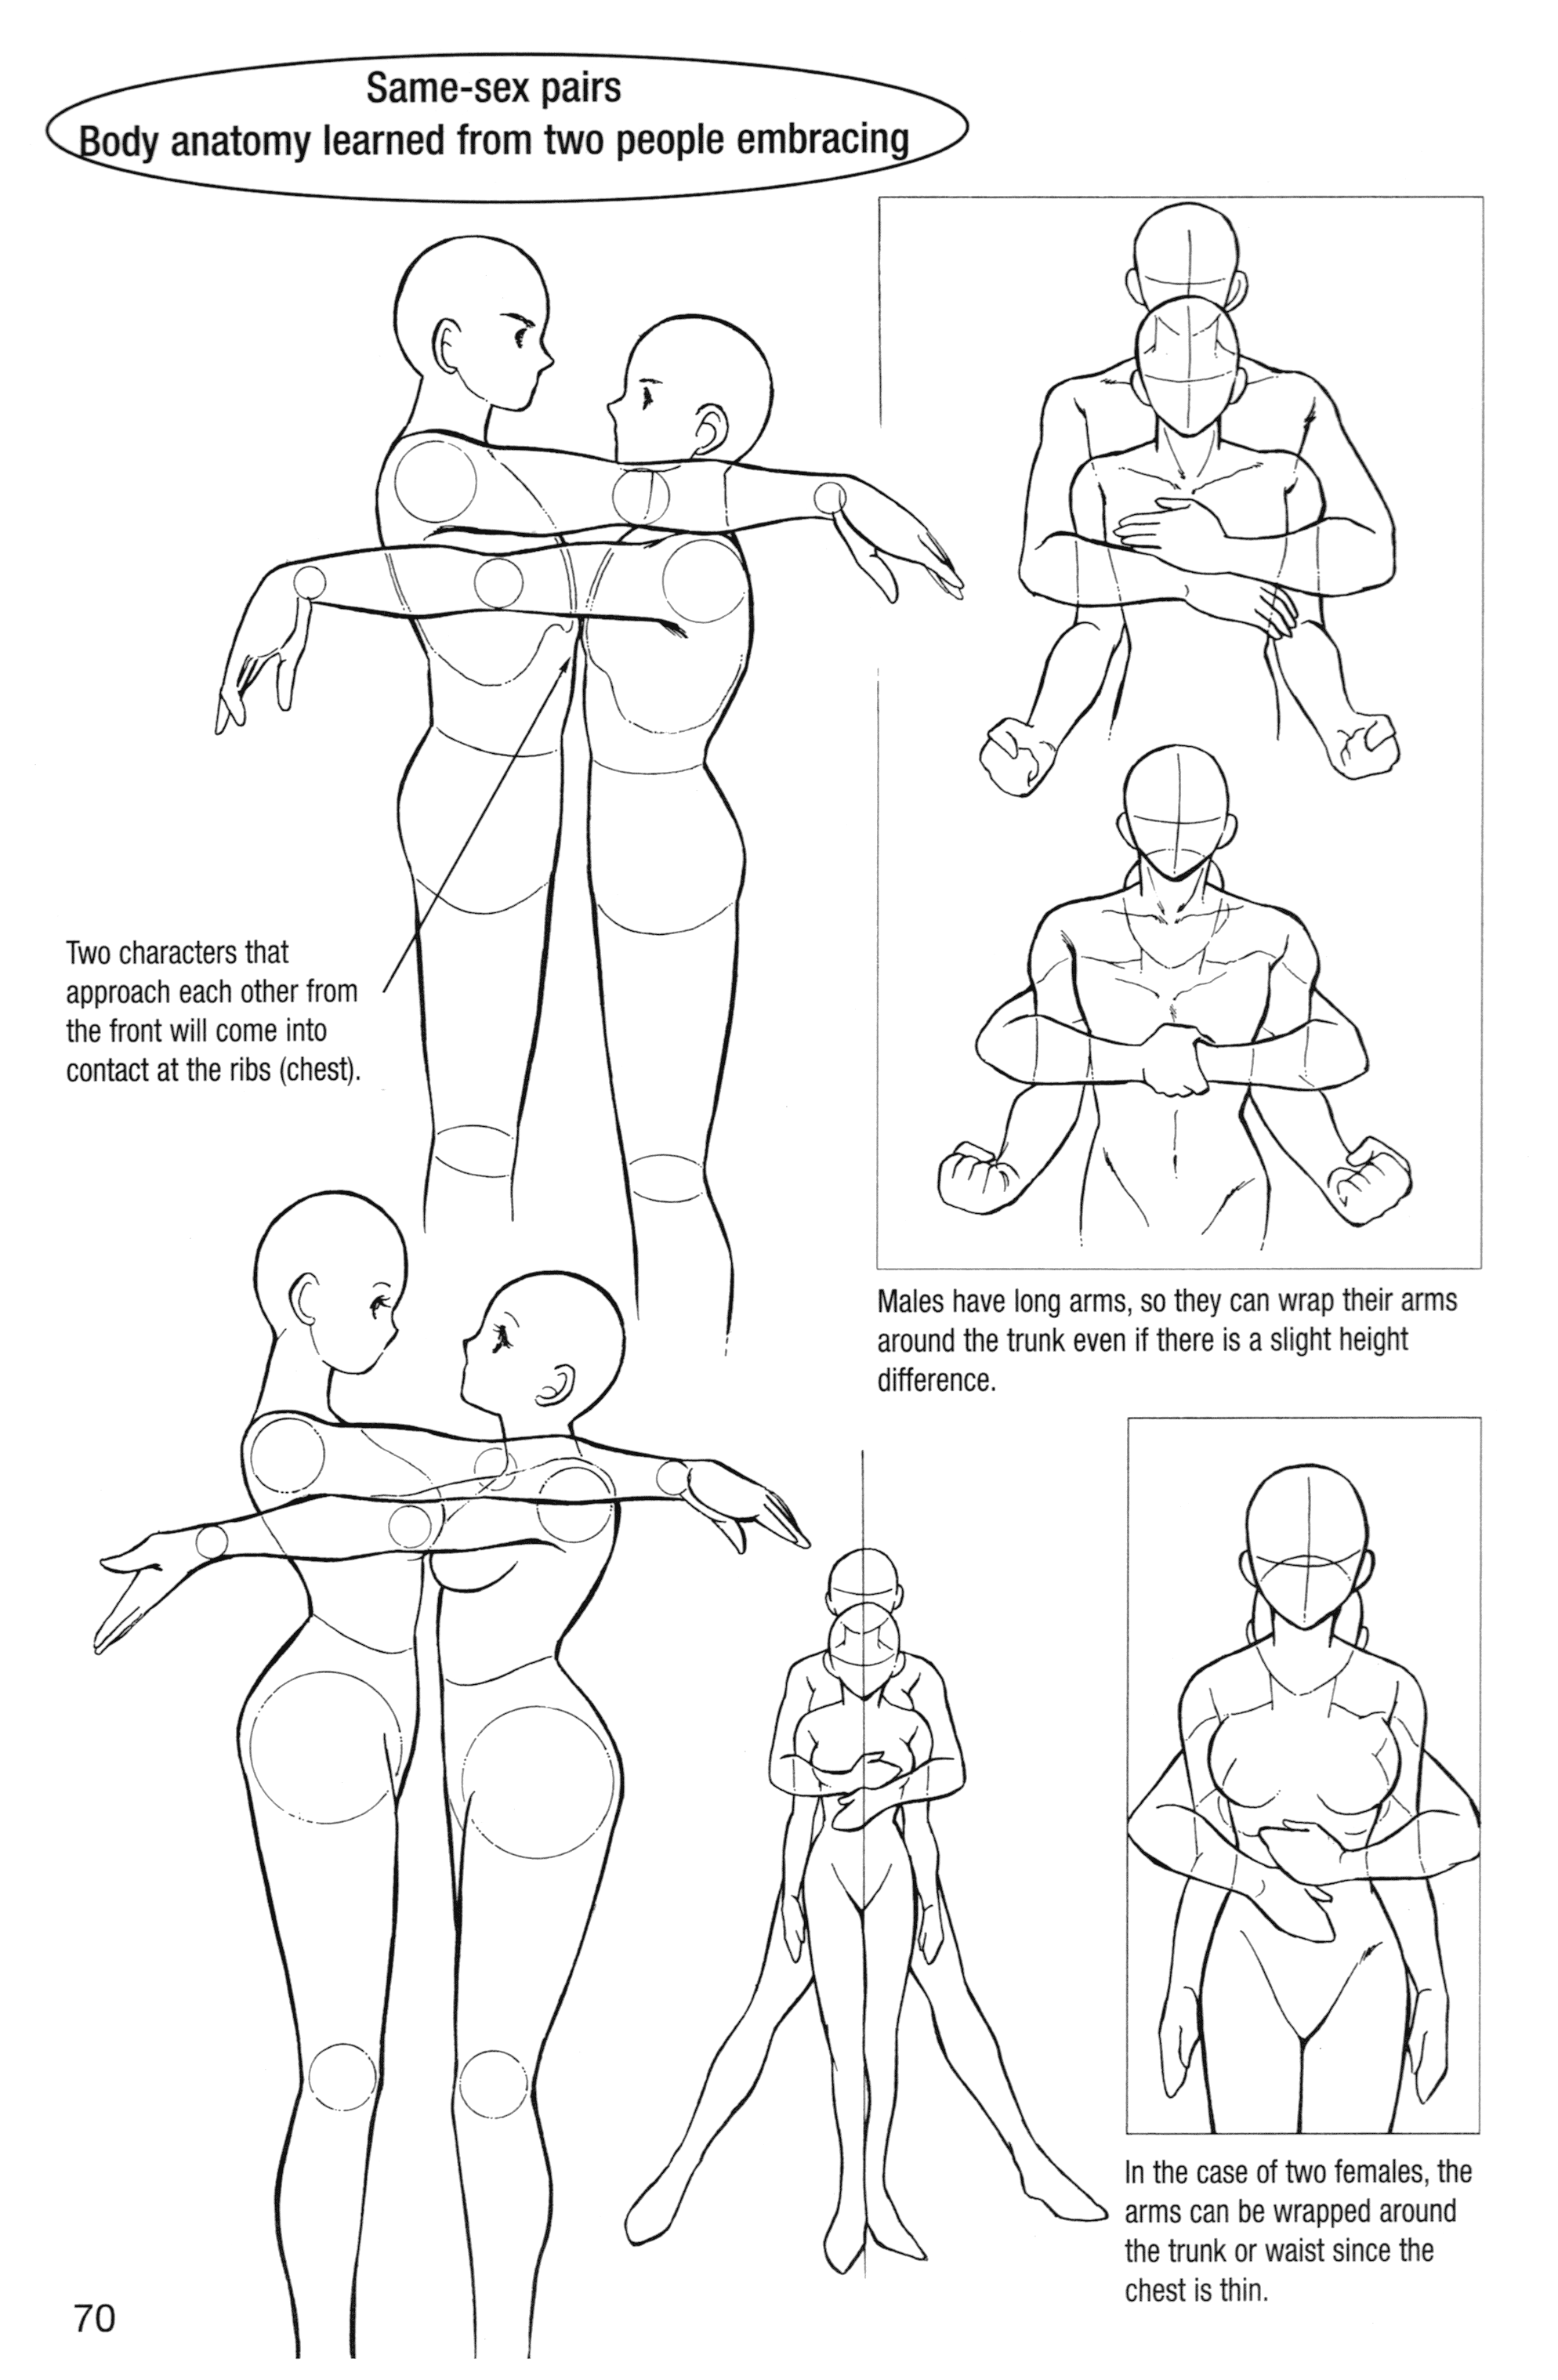 Same-sex pairs
Body anatomy learned from two people embracing
Two characters that
approach each other from
the front will come into
contact at the ribs (chest).
Males have long arms, so they can wrap their arms
around the trunk even if there is a slight height
difference.
In the case of two females, the
arms can be wrapped around
the trunk or waist since the
chest is thin.
70